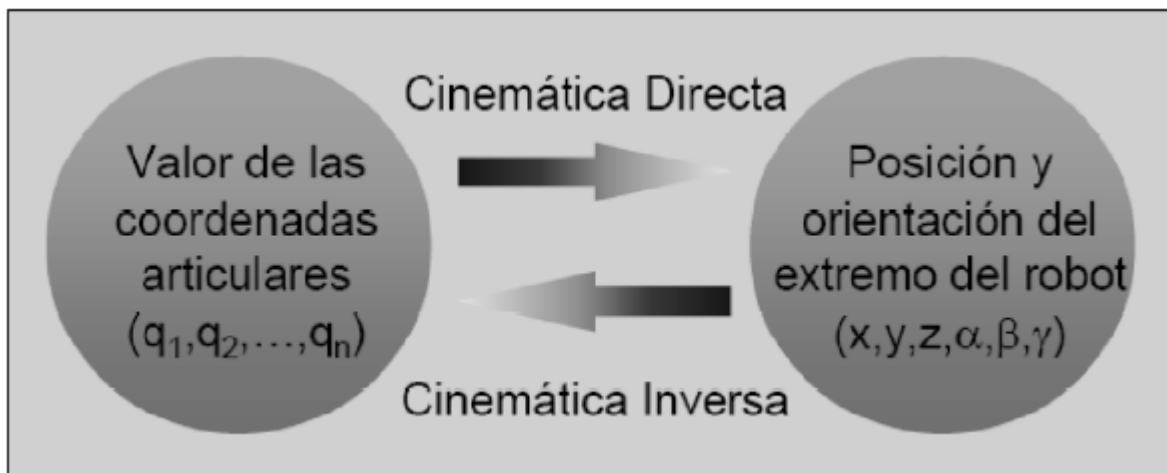 Cinemática Directa
Valor de las
coordenadas
articulares
(q₁,q₂,...,qₙ)
Posición y
orientación del
extremo del robot
(x,y,z,α,β,γ)
Cinemática Inversa